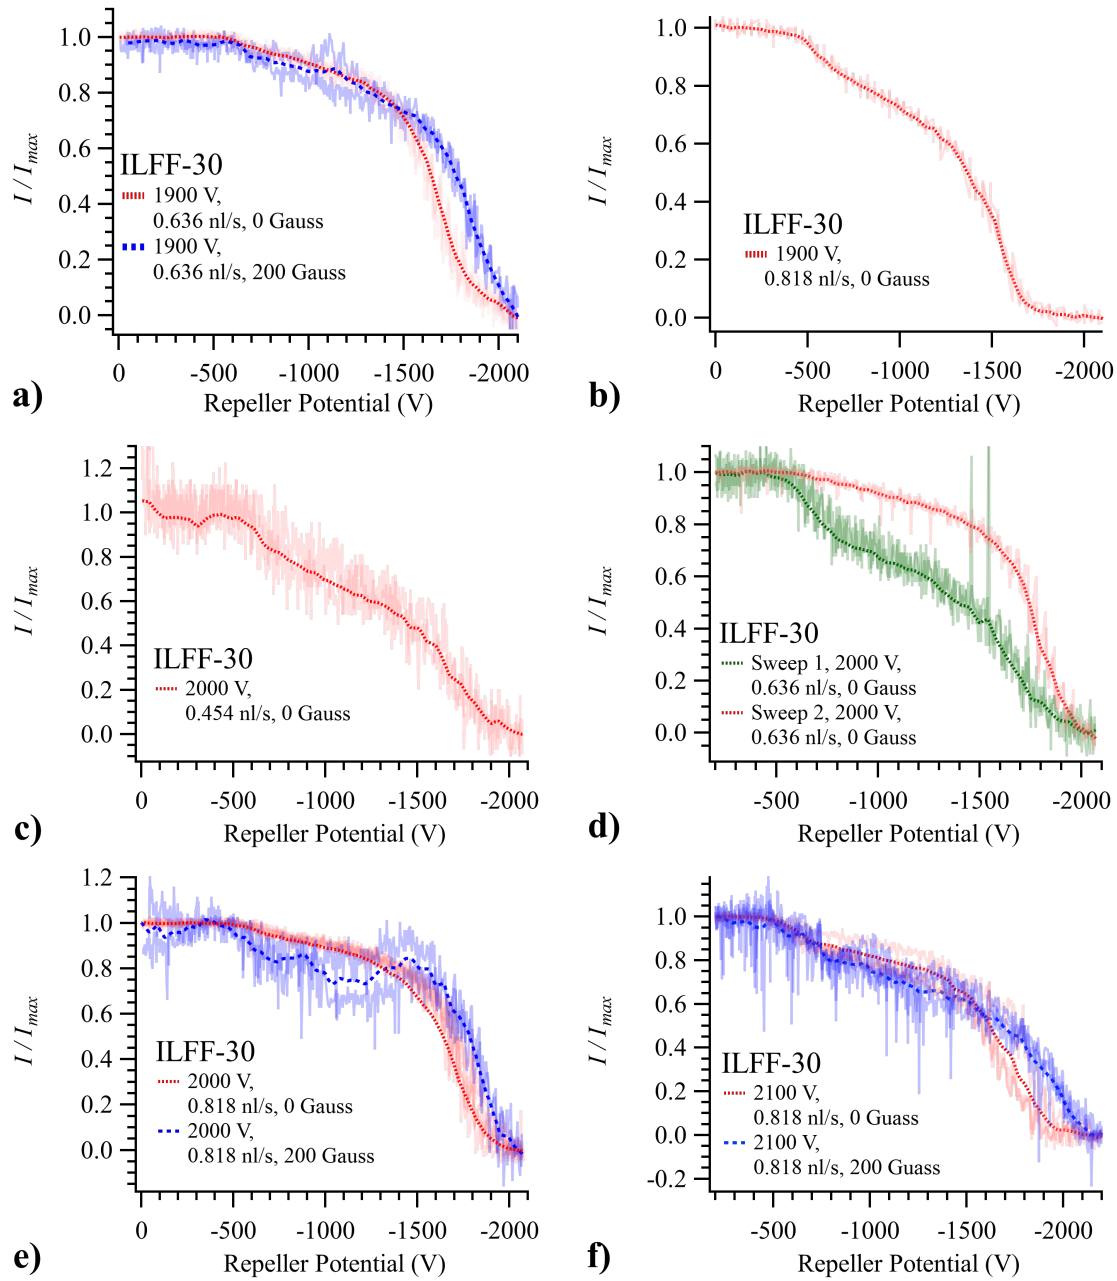 1.0
0.8
0.6
0.4
0.2
0.0
I / Imax
ILFF-30
1900 V,
0.636 nl/s, 0 Gauss
1900 V,
0.636 nl/s, 200 Gauss
0 -500 -1000 -1500 -2000
Repeller Potential (V)
a)
1.0
0.8
0.6
0.4
0.2
0.0
I / Imax
ILFF-30
1900 V,
0.818 nl/s, 0 Gauss
0 -500 -1000 -1500 -2000
Repeller Potential (V)
b)
1.2
1.0
0.8
0.6
0.4
0.2
0.0
I / Imax
ILFF-30
2000 V,
0.454 nl/s, 0 Gauss
0 -500 -1000 -1500 -2000
Repeller Potential (V)
c)
1.0
0.8
0.6
0.4
0.2
0.0
I / Imax
ILFF-30
Sweep 1, 2000 V,
0.636 nl/s, 0 Gauss
Sweep 2, 2000 V,
0.636 nl/s, 0 Gauss
-500 -1000 -1500 -2000
Repeller Potential (V)
d)
1.2
1.0
0.8
0.6
0.4
0.2
0.0
I / Imax
ILFF-30
2000 V,
0.818 nl/s, 0 Gauss
2000 V,
0.818 nl/s, 200 Gauss
0 -500 -1000 -1500 -2000
Repeller Potential (V)
e)
1.0
0.8
0.6
0.4
0.2
0.0
-0.2
I / Imax
ILFF-30
2100 V,
0.818 nl/s, 0 Guass
2100 V,
0.818 nl/s, 200 Guass
-500 -1000 -1500 -2000
Repeller Potential (V)
f)